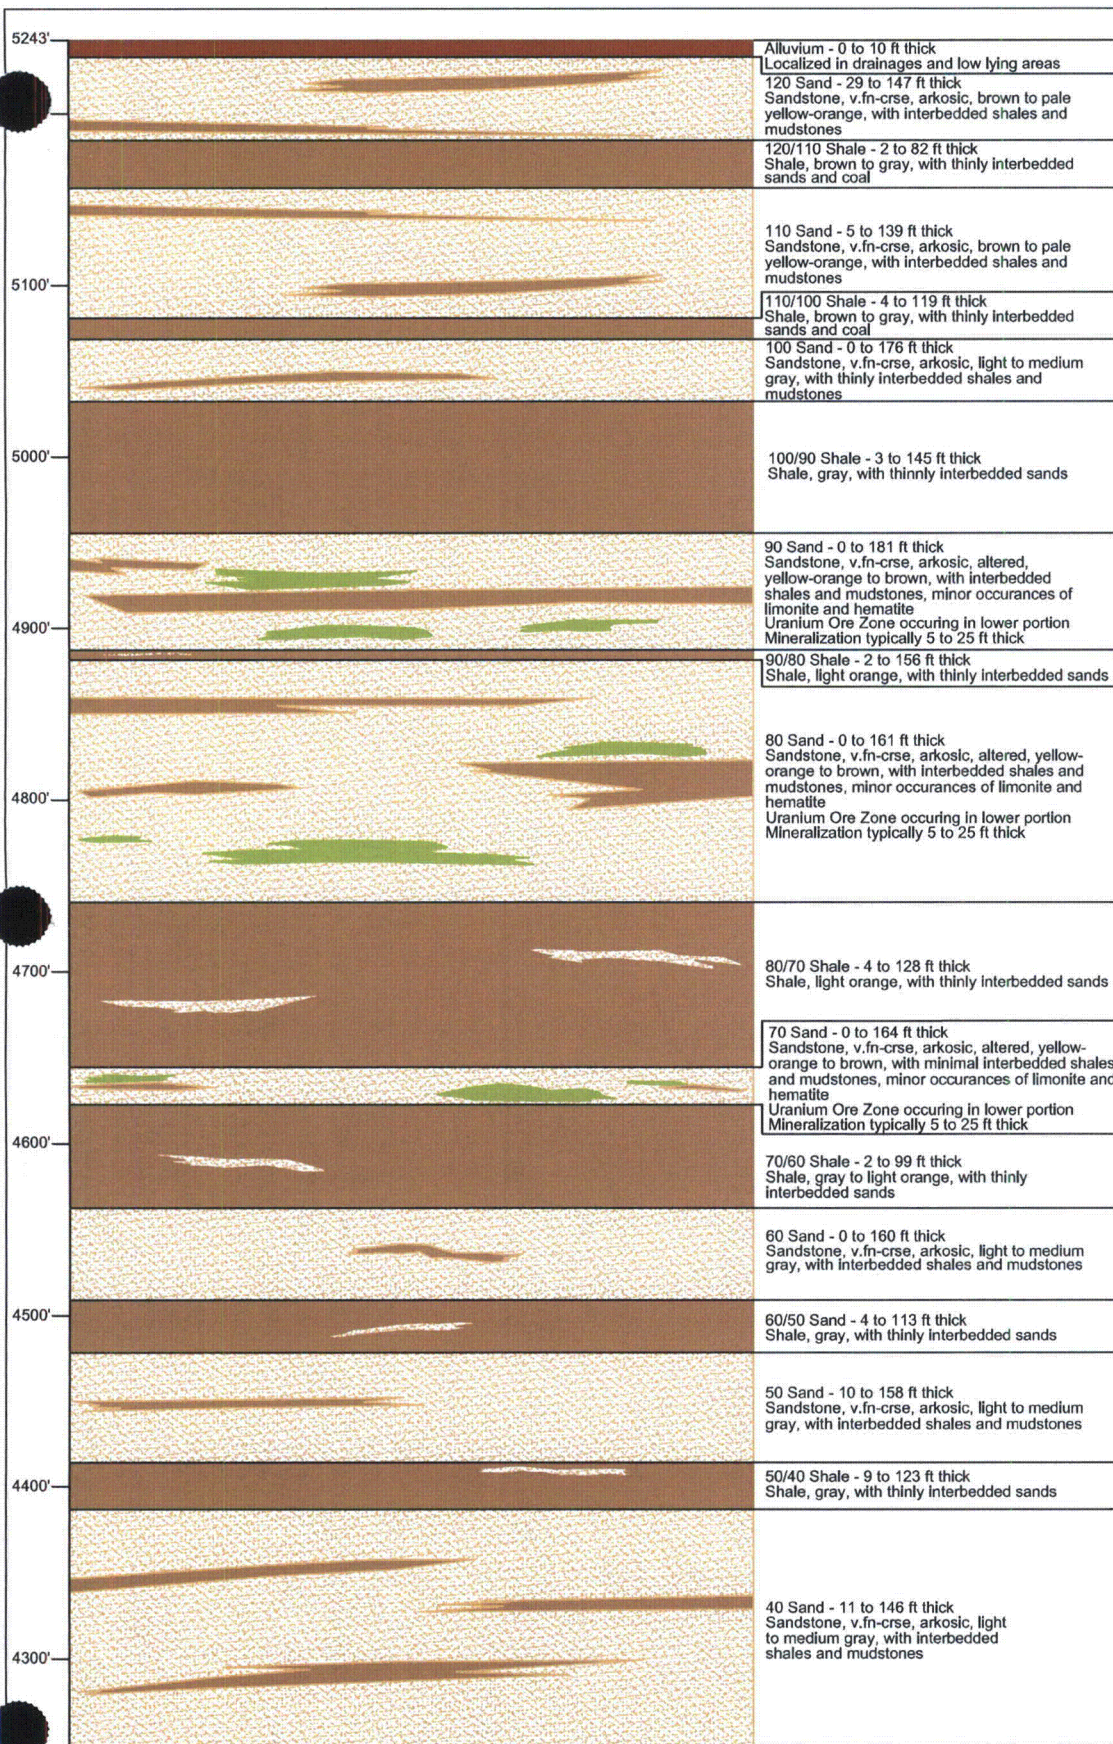 5243'
Alluvium - 0 to 10 ft thick
Localized in drainages and low lying areas
120 Sand - 29 to 147 ft thick
Sandstone, v.fn-crse, arkosic, brown to pale
yellow-orange, with interbedded shales and
mudstones
120/110 Shale - 2 to 82 ft thick
Shale, brown to gray, with thinly interbedded
sands and coal
110 Sand - 5 to 139 ft thick
Sandstone, v.fn-crse, arkosic, brown to pale
yellow-orange, with interbedded shales and
mudstones
5100'
110/100 Shale - 4 to 119 ft thick
Shale, brown to gray, with thinly interbedded
sands and coal
100 Sand - 0 to 176 ft thick
Sandstone, v.fn-crse, arkosic, light to medium
gray, with thinly interbedded shales and
mudstones
5000'
100/90 Shale - 3 to 145 ft thick
Shale, gray, with thinnly interbedded sands
90 Sand - 0 to 181 ft thick
Sandstone, v.fn-crse, arkosic, altered,
yellow-orange to brown, with interbedded
shales and mudstones, minor occurances of
limonite and hematite
Uranium Ore Zone occuring in lower portion
Mineralization typically 5 to 25 ft thick
4900'
90/80 Shale - 2 to 156 ft thick
Shale, light orange, with thinly interbedded sands
80 Sand - 0 to 161 ft thick
Sandstone, v.fn-crse, arkosic, altered, yellow-
orange to brown, with interbedded shales and
mudstones, minor occurances of limonite and
hematite
Uranium Ore Zone occuring in lower portion
Mineralization typically 5 to 25 ft thick
4800'
80/70 Shale - 4 to 128 ft thick
Shale, light orange, with thinly interbedded sands
4700'
70 Sand - 0 to 164 ft thick
Sandstone, v.fn-crse, arkosic, altered, yellow-
orange to brown, with minimal interbedded shales
and mudstones, minor occurances of limonite and
hematite
Uranium Ore Zone occuring in lower portion
Mineralization typically 5 to 25 ft thick
4600'
70/60 Shale - 2 to 99 ft thick
Shale, gray to light orange, with thinly
interbedded sands
60 Sand - 0 to 160 ft thick
Sandstone, v.fn-crse, arkosic, light to medium
gray, with interbedded shales and mudstones
4500'
60/50 Sand - 4 to 113 ft thick
Shale, gray, with thinly interbedded sands
50 Sand - 10 to 158 ft thick
Sandstone, v.fn-crse, arkosic, light to medium
gray, with interbedded shales and mudstones
4400'
50/40 Shale - 9 to 123 ft thick
Shale, gray, with thinly interbedded sands
40 Sand - 11 to 146 ft thick
Sandstone, v.fn-crse, arkosic, light
to medium gray, with interbedded
shales and mudstones
4300'